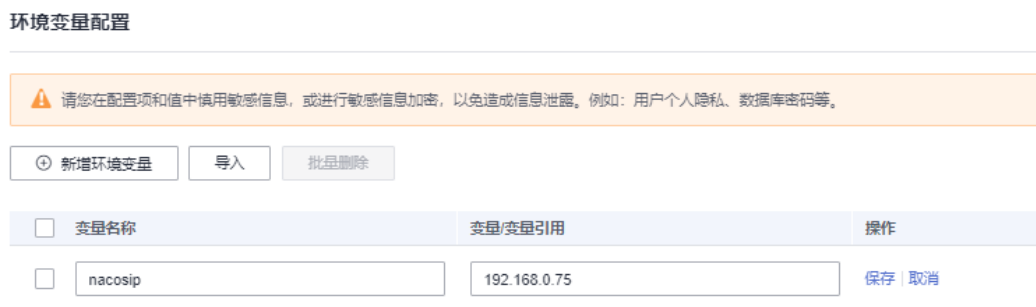 环境变量配置
请您在配置项和值中慎用敏感信息，或进行敏感信息加密，以免造成信息泄露。例如：用户个人隐私、数据库密码等。
新增环境变量 导入 批量删除
变量名称 变量/变量引用 操作
nacosip 192.168.0.75 保存 | 取消